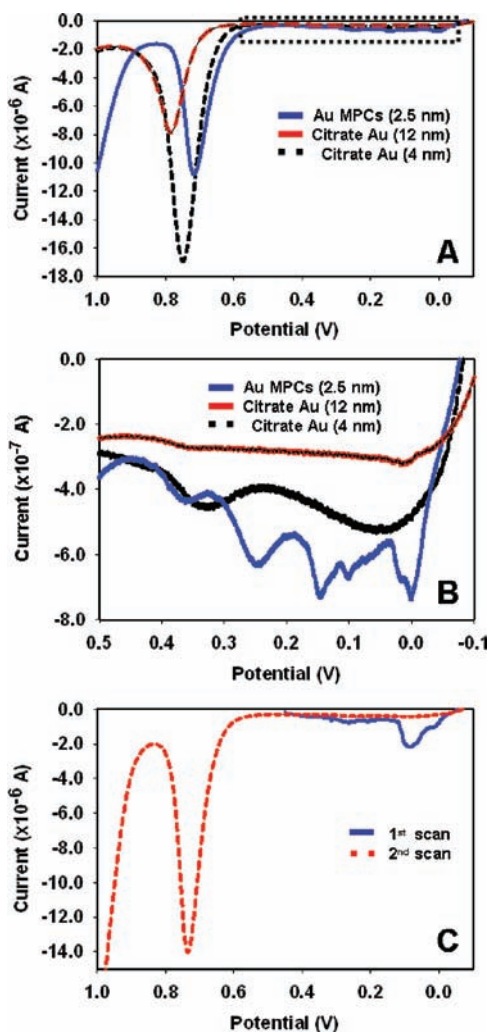 0.0
-2.0
-4.0
-6.0
-8.0
-10.0
-12.0
-14.0
-16.0
-18.0
Current (x10⁻⁶ A)
Au MPCs (2.5 nm)
Citrate Au (12 nm)
Citrate Au (4 nm)
A
1.0 0.8 0.6 0.4 0.2 0.0
Potential (V)
0.0
-2.0
-4.0
-6.0
-8.0
Current (x10⁻⁷ A)
Au MPCs (2.5 nm)
Citrate Au (12 nm)
Citrate Au (4 nm)
B
0.5 0.4 0.3 0.2 0.1 0.0 -0.1
Potential (V)
0.0
-2.0
-4.0
-6.0
-8.0
-10.0
-12.0
-14.0
Current (x10⁻⁶ A)
1st scan
2nd scan
C
1.0 0.8 0.6 0.4 0.2 0.0
Potential (V)